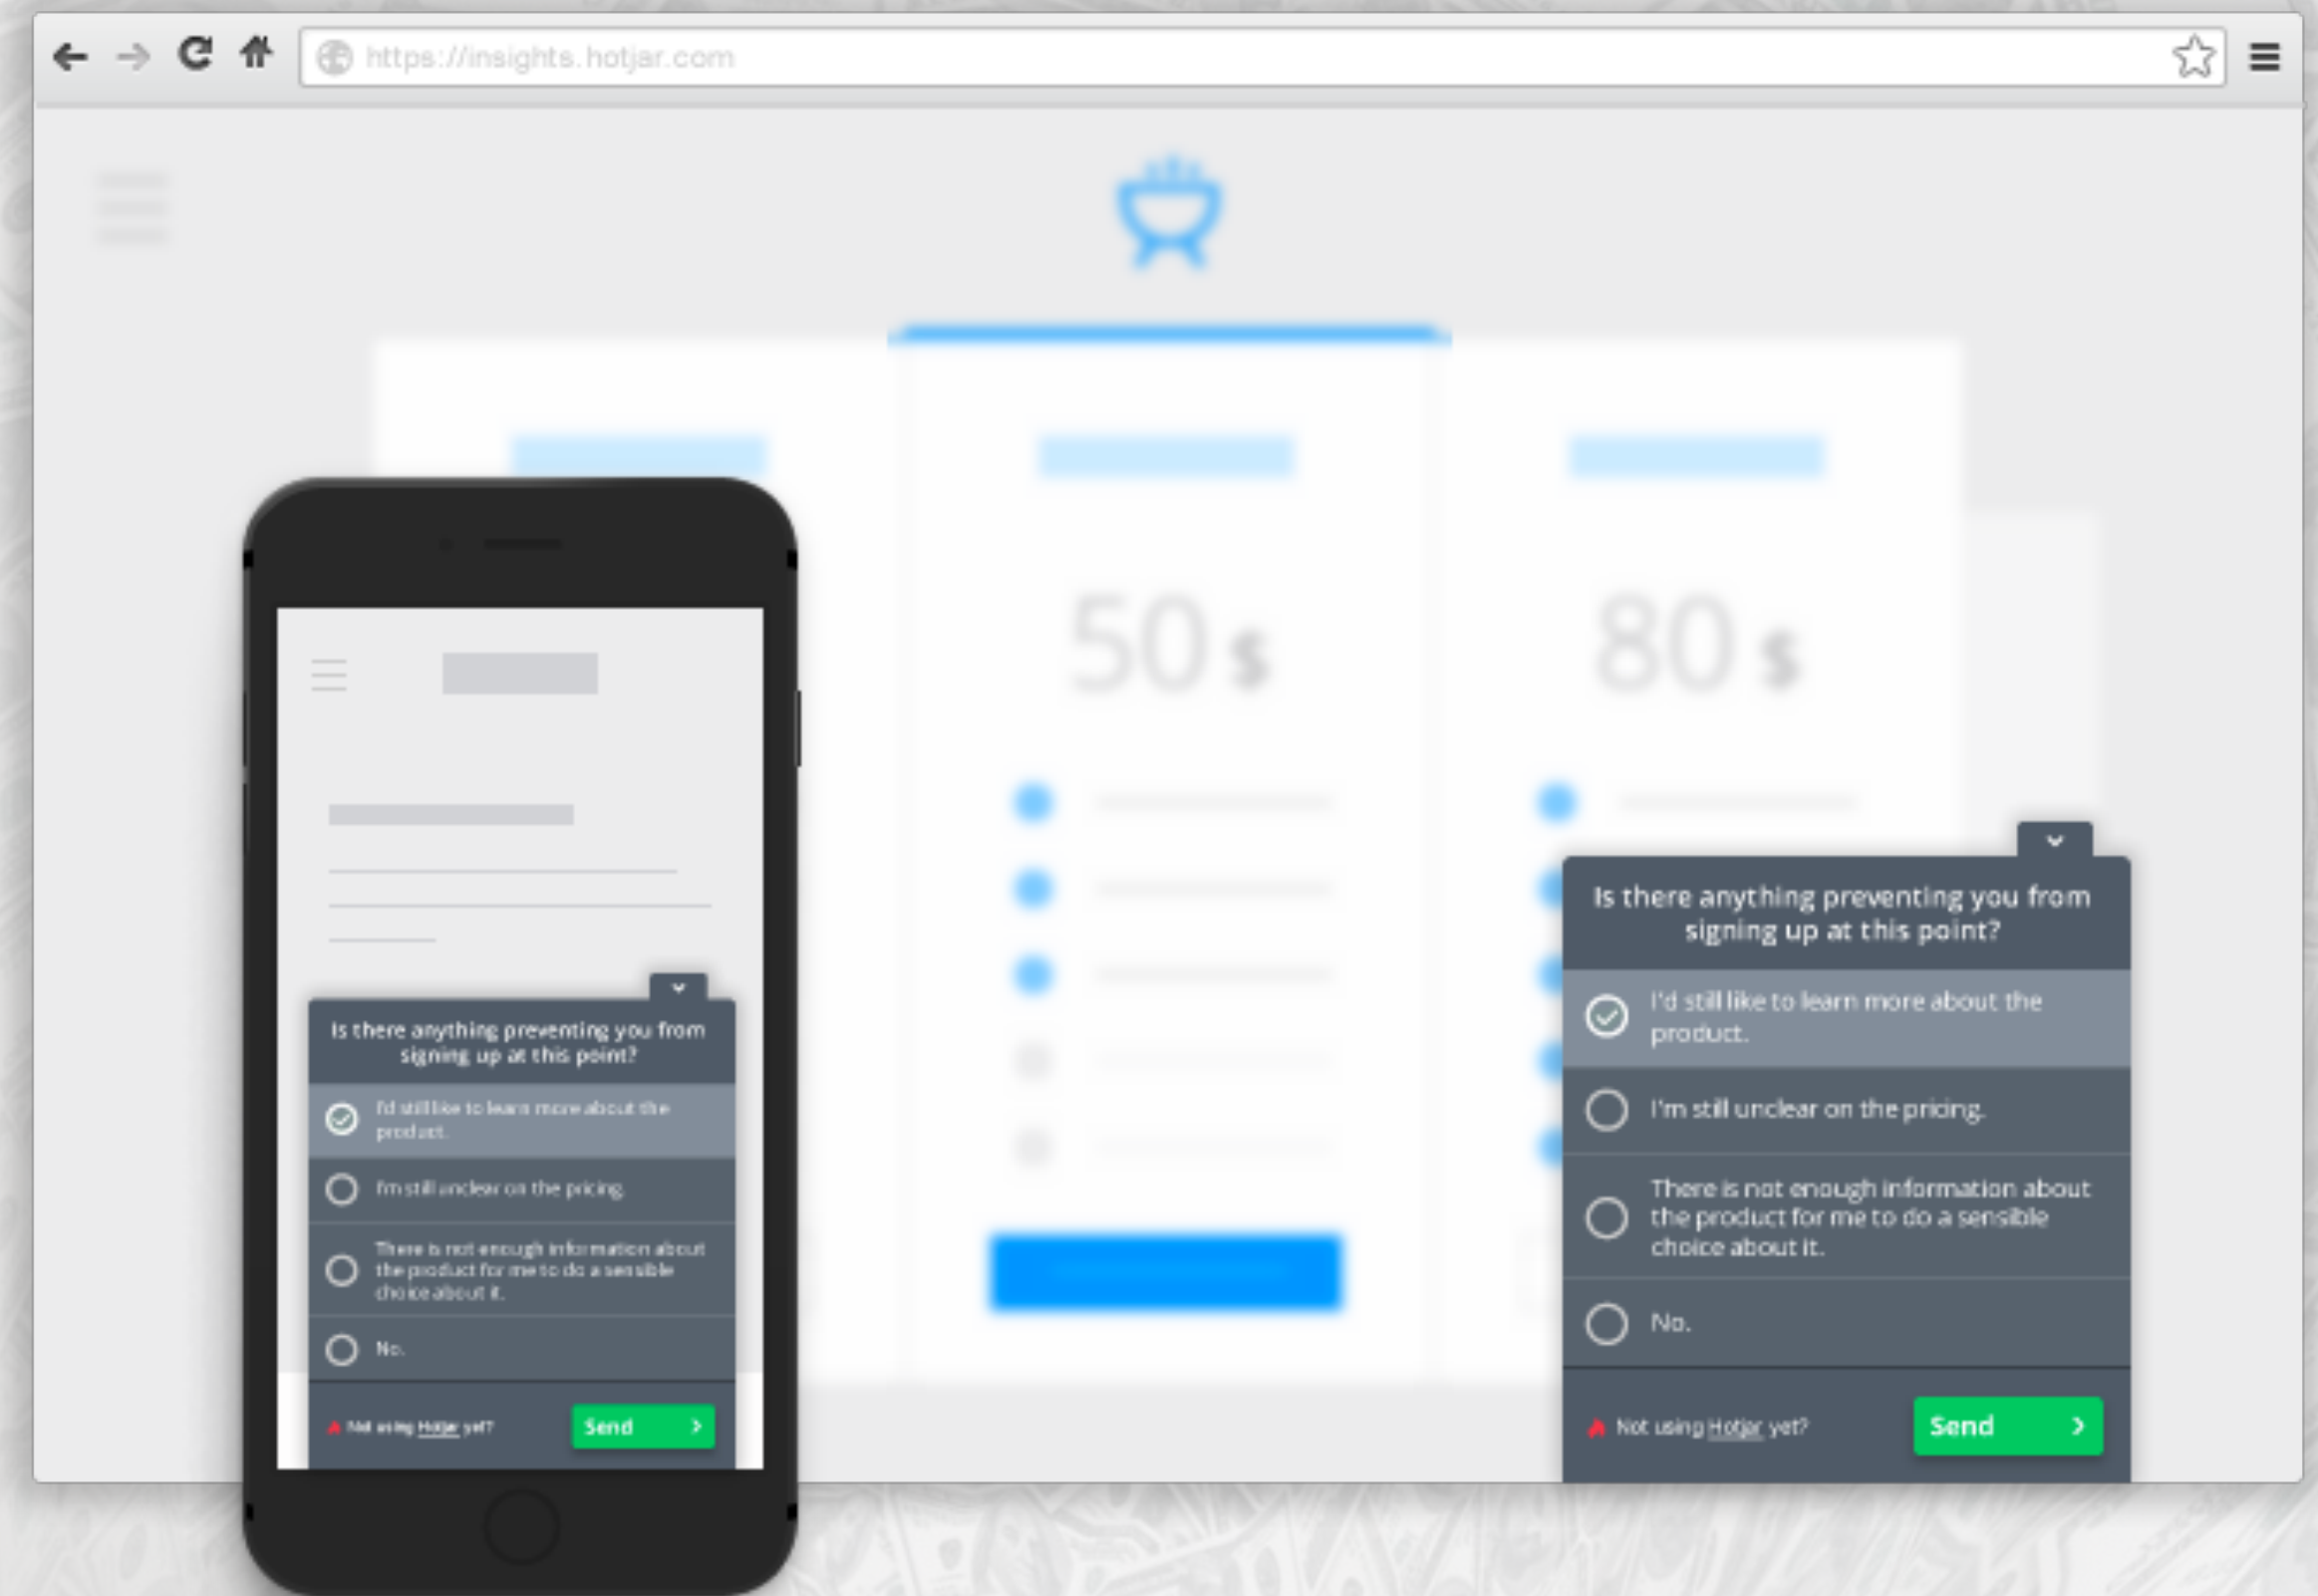 https://insights.hotjar.com
50 $
80 $
Is there anything preventing you from
signing up at this point?
I'd still like to learn more about the
product.
I'm still unclear on the pricing.
There is not enough information about
the product for me to do a sensible
choice about it.
No.
Not using Hotjar yet?
Send
Is there anything preventing you from
signing up at this point?
I'd still like to learn more about the
product.
I'm still unclear on the pricing.
There is not enough information about
the product for me to do a sensible
choice about it.
No.
Not using Hotjar yet?
Send